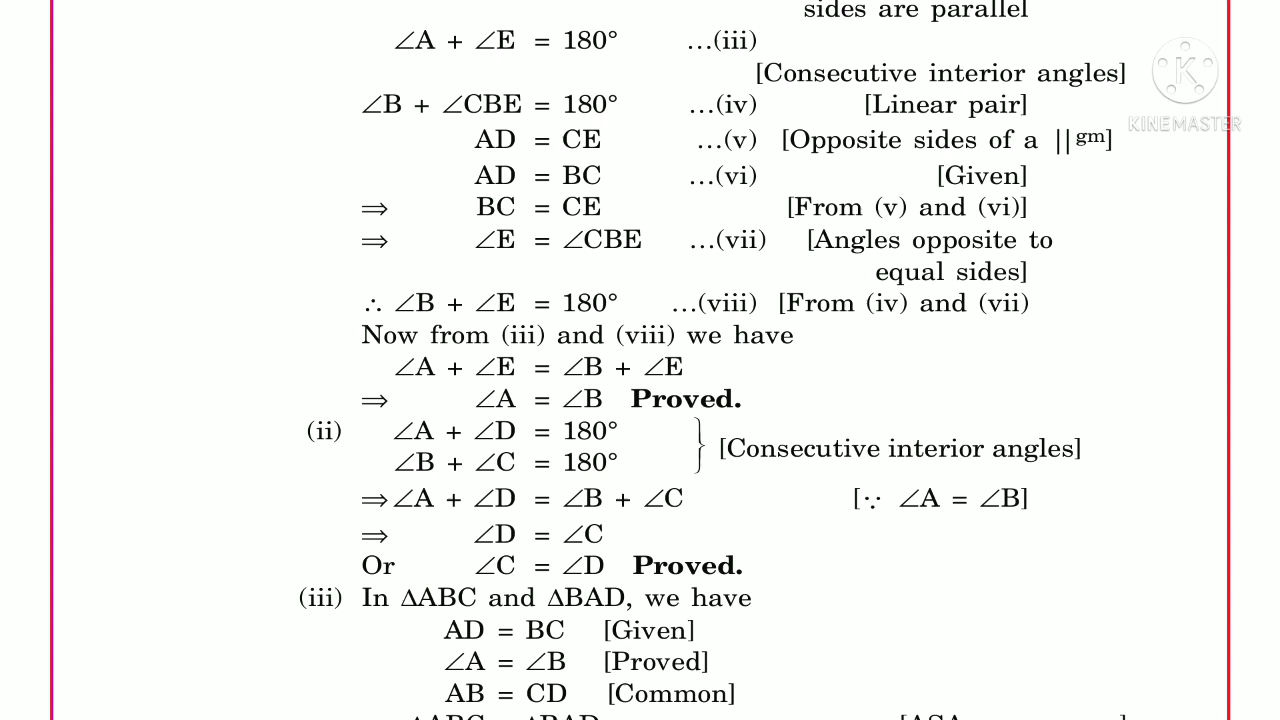 sides are parallel
∠A + ∠E = 180° ...(iii)
[Consecutive interior angles]
∠B + ∠CBE = 180° ...(iv) [Linear pair]
AD = CE ...(v) [Opposite sides of a ||gm]
AD = BC ...(vi) [Given]
⇒ BC = CE [From (v) and (vi)]
⇒ ∠E = ∠CBE ...(vii) [Angles opposite to
equal sides]
∴ ∠B + ∠E = 180° ...(viii) [From (iv) and (vii)
Now from (iii) and (viii) we have
∠A + ∠E = ∠B + ∠E
⇒ ∠A = ∠B Proved.
(ii) ∠A + ∠D = 180°
∠B + ∠C = 180°
} [Consecutive interior angles]
⇒ ∠A + ∠D = ∠B + ∠C [∵ ∠A = ∠B]
⇒ ∠D = ∠C
Or ∠C = ∠D Proved.
(iii) In ∆ABC and ∆BAD, we have
AD = BC [Given]
∠A = ∠B [Proved]
AB = CD [Common]
K
KINEMASTER